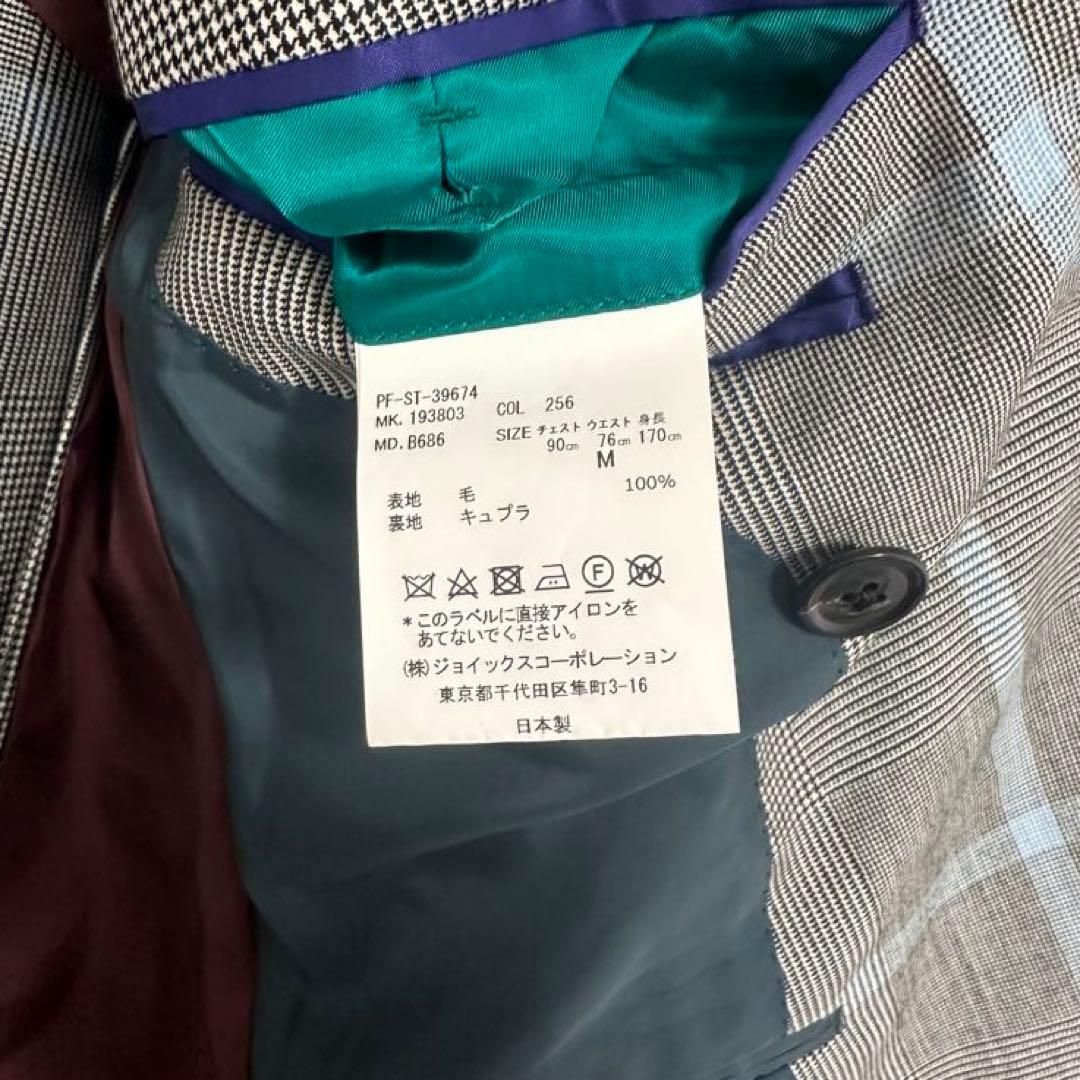 PF-ST-39674
MK. 193803 COL 256
MD. B686 SIZE チェスト ウエスト 身長
90㎝ 76㎝ 170㎝
M
表地 毛 100%
裏地 キュプラ
F W
*このラベルに直接アイロンを
あてないでください。
(株)ジョイックスコーポレーション
東京都千代田区隼町3-16
日本製